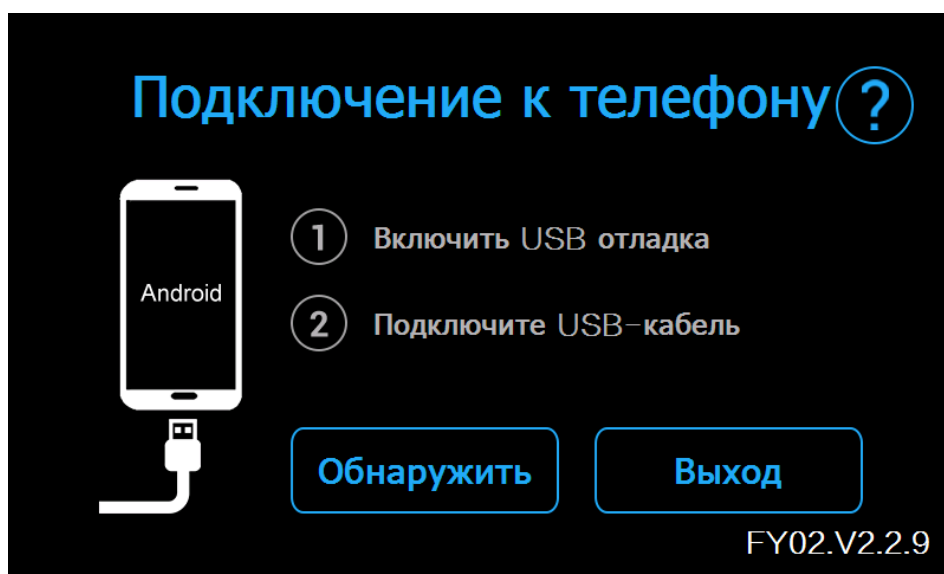 Подключение к телефону ?
Android
1 Включить USB отладка
2 Подключите USB-кабель
Обнаружить
Выход
FY02.V2.2.9